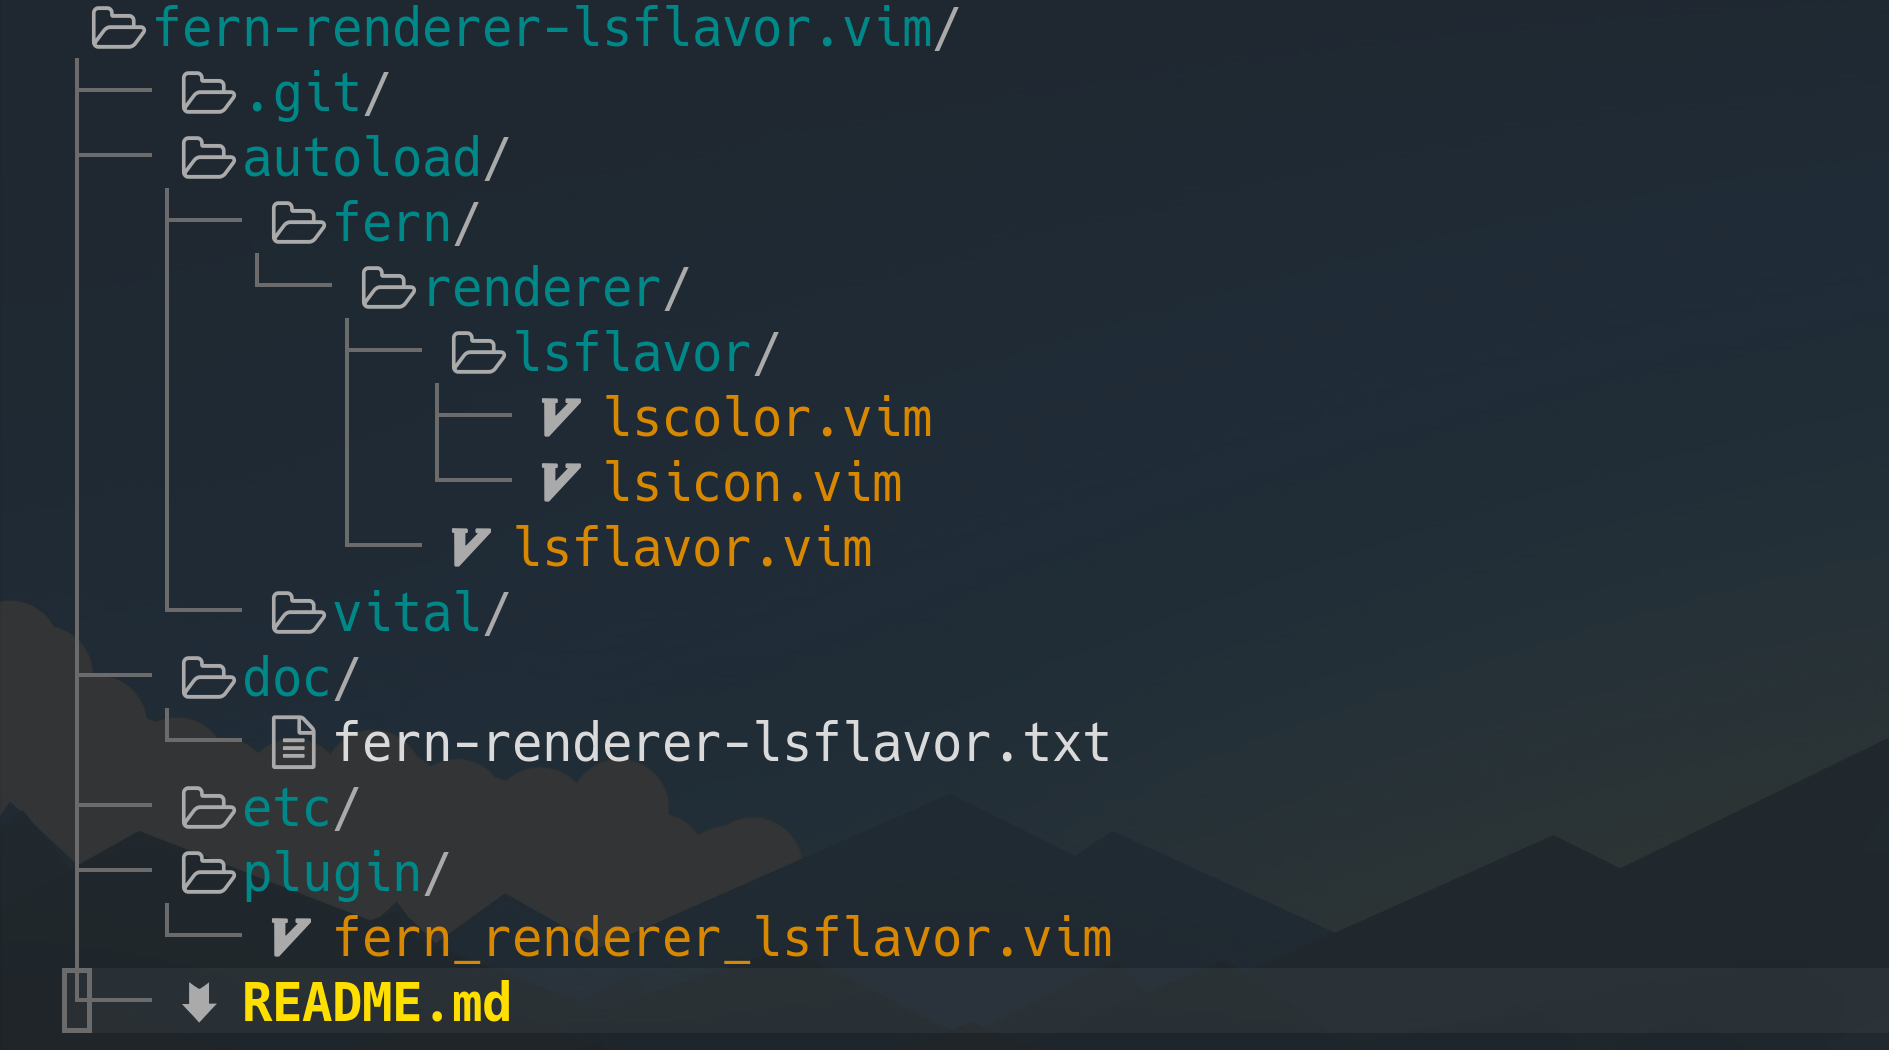 fern-renderer-lsflavor.vim/
.git/
autoload/
fern/
renderer/
lsflavor/
lscolor.vim
lsicon.vim
lsflavor.vim
vital/
doc/
fern-renderer-lsflavor.txt
etc/
plugin/
fern_renderer_lsflavor.vim
README.md